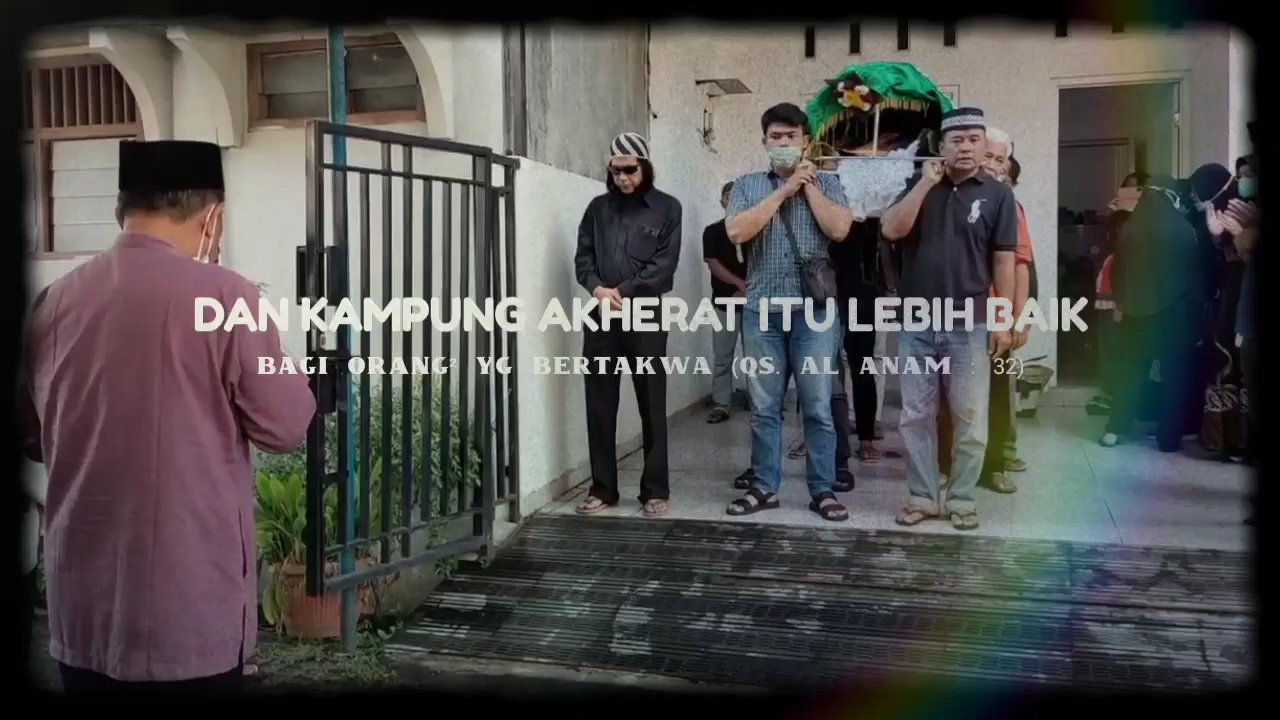 DAN KAMPUNG AKHERAT ITU LEBIH BAIK
BAGI ORANG² YG BERTAKWA (QS. AL ANAM : 32)